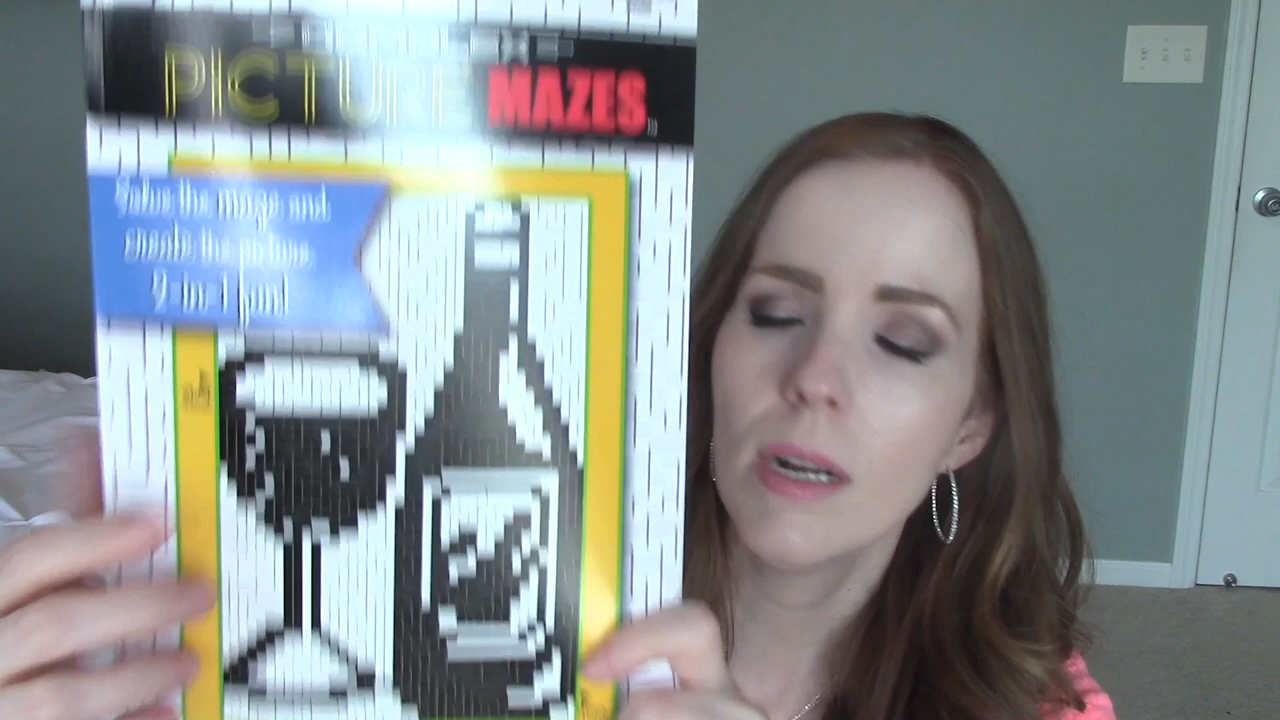 PICTURE MAZES
Solve the maze and
create the picture
2-in-1 fun!